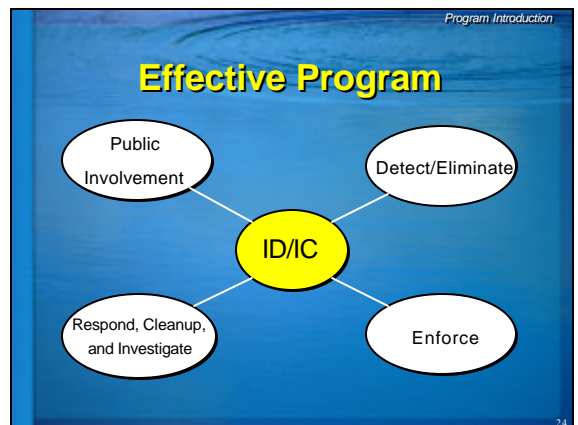 Program Introduction
Effective Program
Public
Involvement
Detect/Eliminate
ID/IC
Respond, Cleanup,
and Investigate
Enforce
24